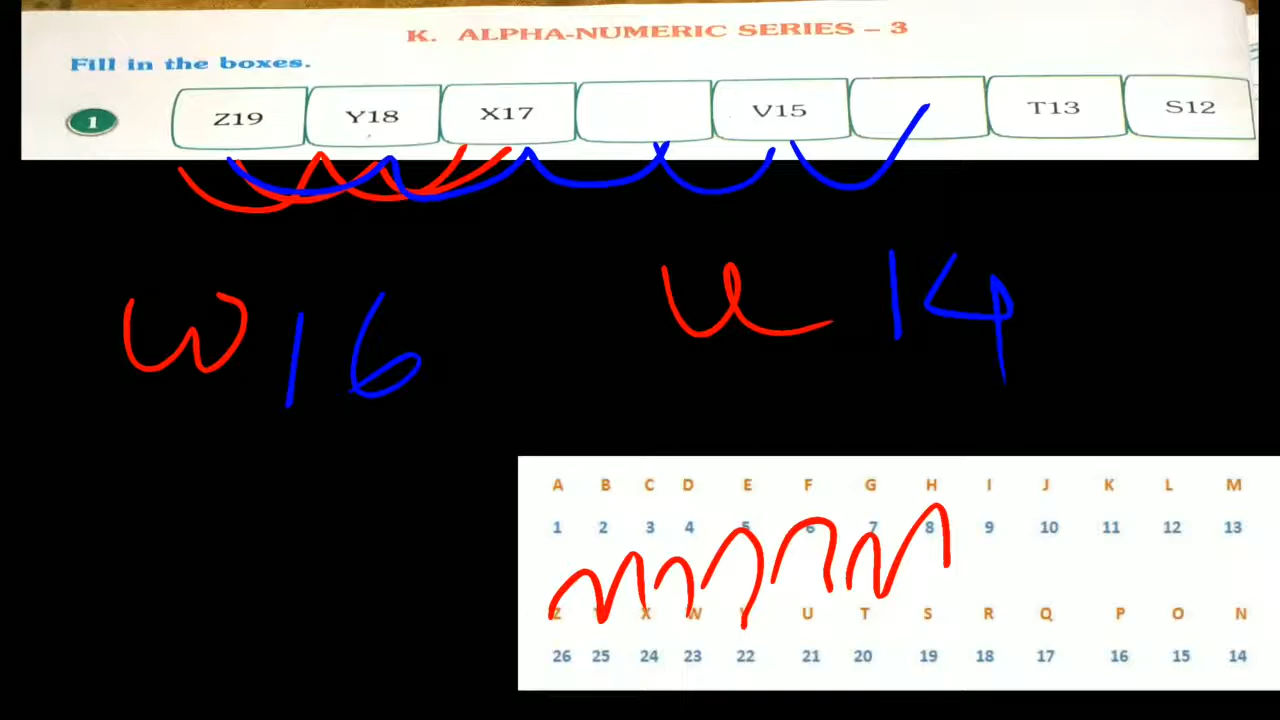 K. ALPHA-NUMERIC SERIES – 3
Fill in the boxes.
1 Z19 Y18 X17 V15 T13 S12
W 16 U 14
A B C D E F G H I J K L M
1 2 3 4 5 6 7 8 9 10 11 12 13
Z X W U T S R Q P O N
26 25 24 23 22 21 20 19 18 17 16 15 14